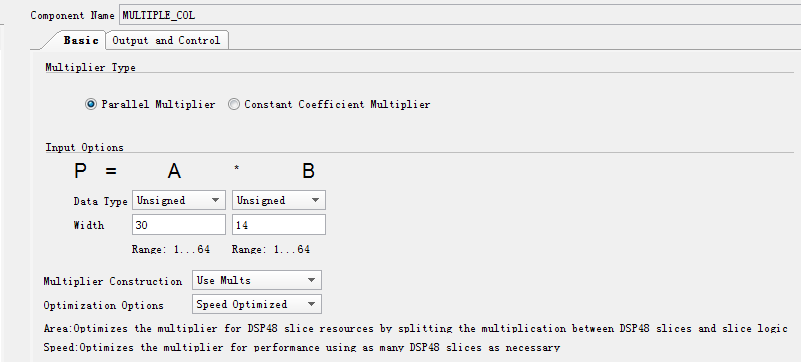 Component Name MULTIPLE_COL
Basic Output and Control
Multiplier Type
Parallel Multiplier Constant Coefficient Multiplier
Input Options
P = A * B
Data Type Unsigned Unsigned
Width 30 14
Range: 1...64 Range: 1...64
Multiplier Construction Use Mults
Optimization Options Speed Optimized
Area:Optimizes the multiplier for DSP48 slice resources by splitting the multiplication between DSP48 slices and slice logic
Speed:Optimizes the multiplier for performance using as many DSP48 slices as necessary